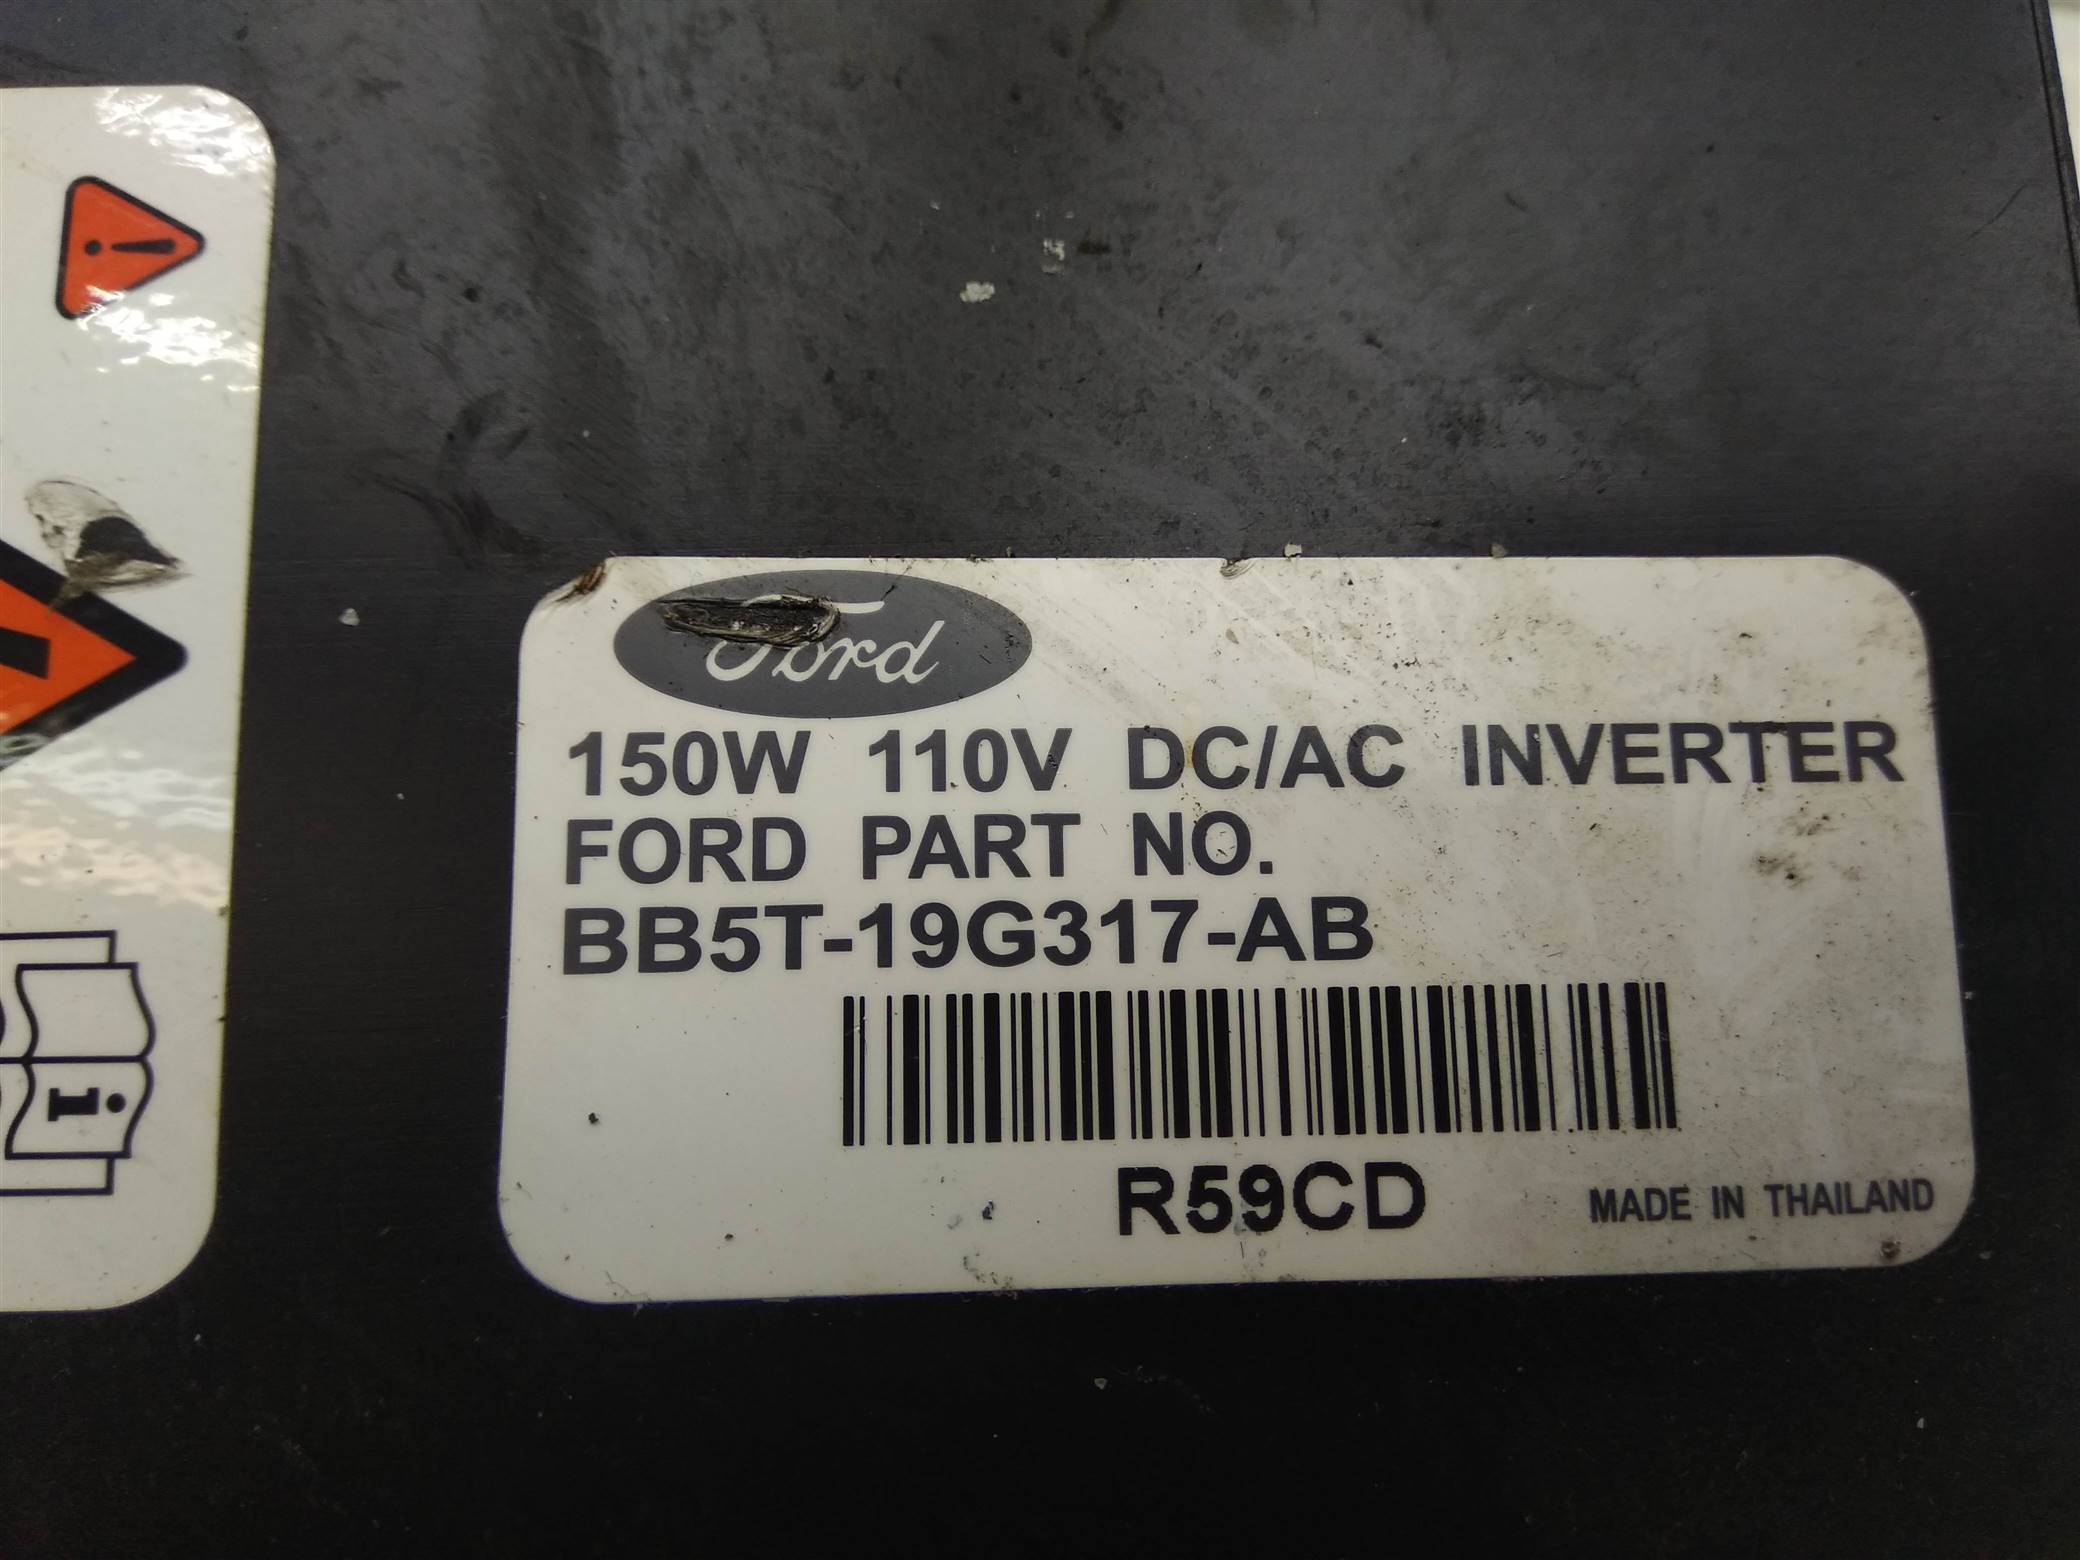 Ford
150W 110V DC/AC INVERTER
FORD PART NO.
BB5T-19G317-AB
R59CD
MADE IN THAILAND
i